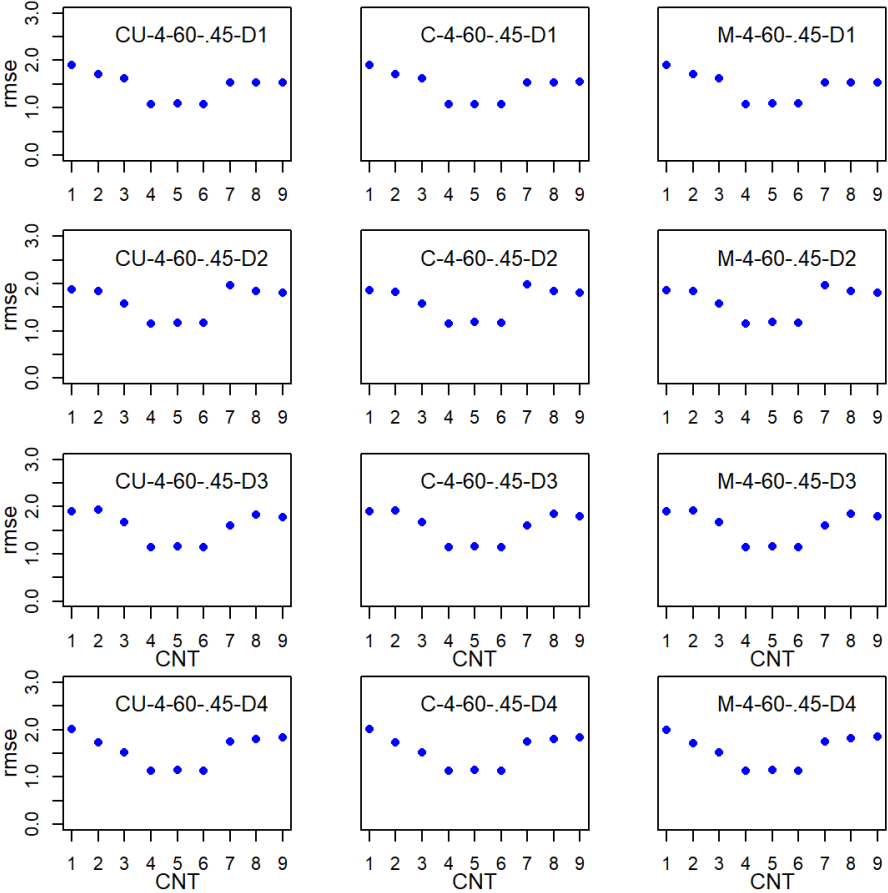 CU-4-60-.45-D1 C-4-60-.45-D1 M-4-60-.45-D1
rmse
3.0
2.0
1.0
0.0
1 2 3 4 5 6 7 8 9 1 2 3 4 5 6 7 8 9 1 2 3 4 5 6 7 8 9
CU-4-60-.45-D2 C-4-60-.45-D2 M-4-60-.45-D2
rmse
3.0
2.0
1.0
0.0
1 2 3 4 5 6 7 8 9 1 2 3 4 5 6 7 8 9 1 2 3 4 5 6 7 8 9
CU-4-60-.45-D3 C-4-60-.45-D3 M-4-60-.45-D3
rmse
3.0
2.0
1.0
0.0
1 2 3 4 5 6 7 8 9 1 2 3 4 5 6 7 8 9 1 2 3 4 5 6 7 8 9
CNT CNT CNT
CU-4-60-.45-D4 C-4-60-.45-D4 M-4-60-.45-D4
rmse
3.0
2.0
1.0
0.0
1 2 3 4 5 6 7 8 9 1 2 3 4 5 6 7 8 9 1 2 3 4 5 6 7 8 9
CNT CNT CNT